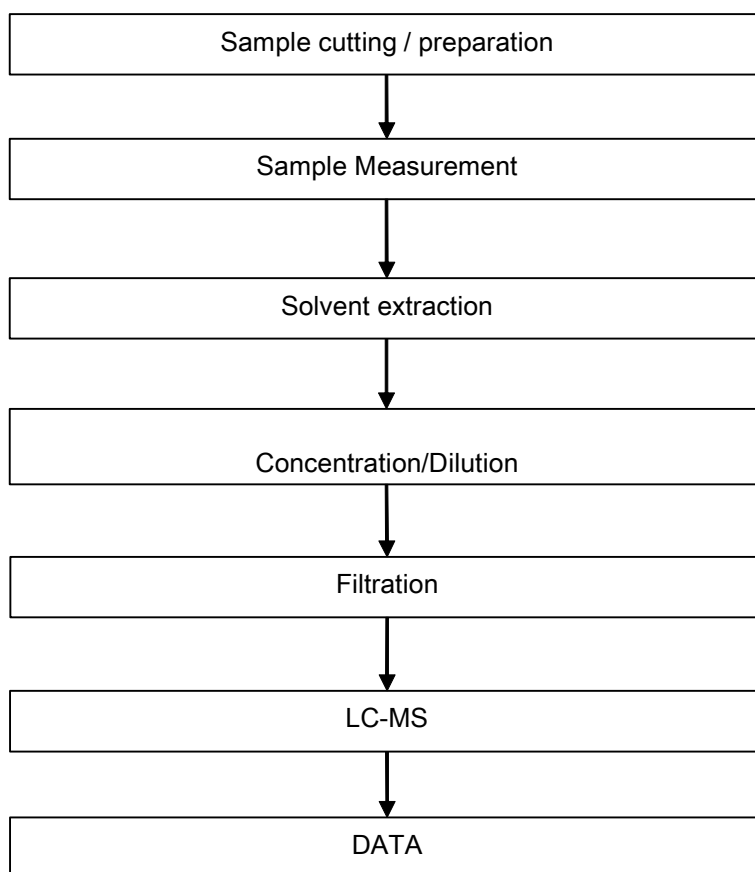 Sample cutting / preparation
Sample Measurement
Solvent extraction
Concentration/Dilution
Filtration
LC-MS
DATA